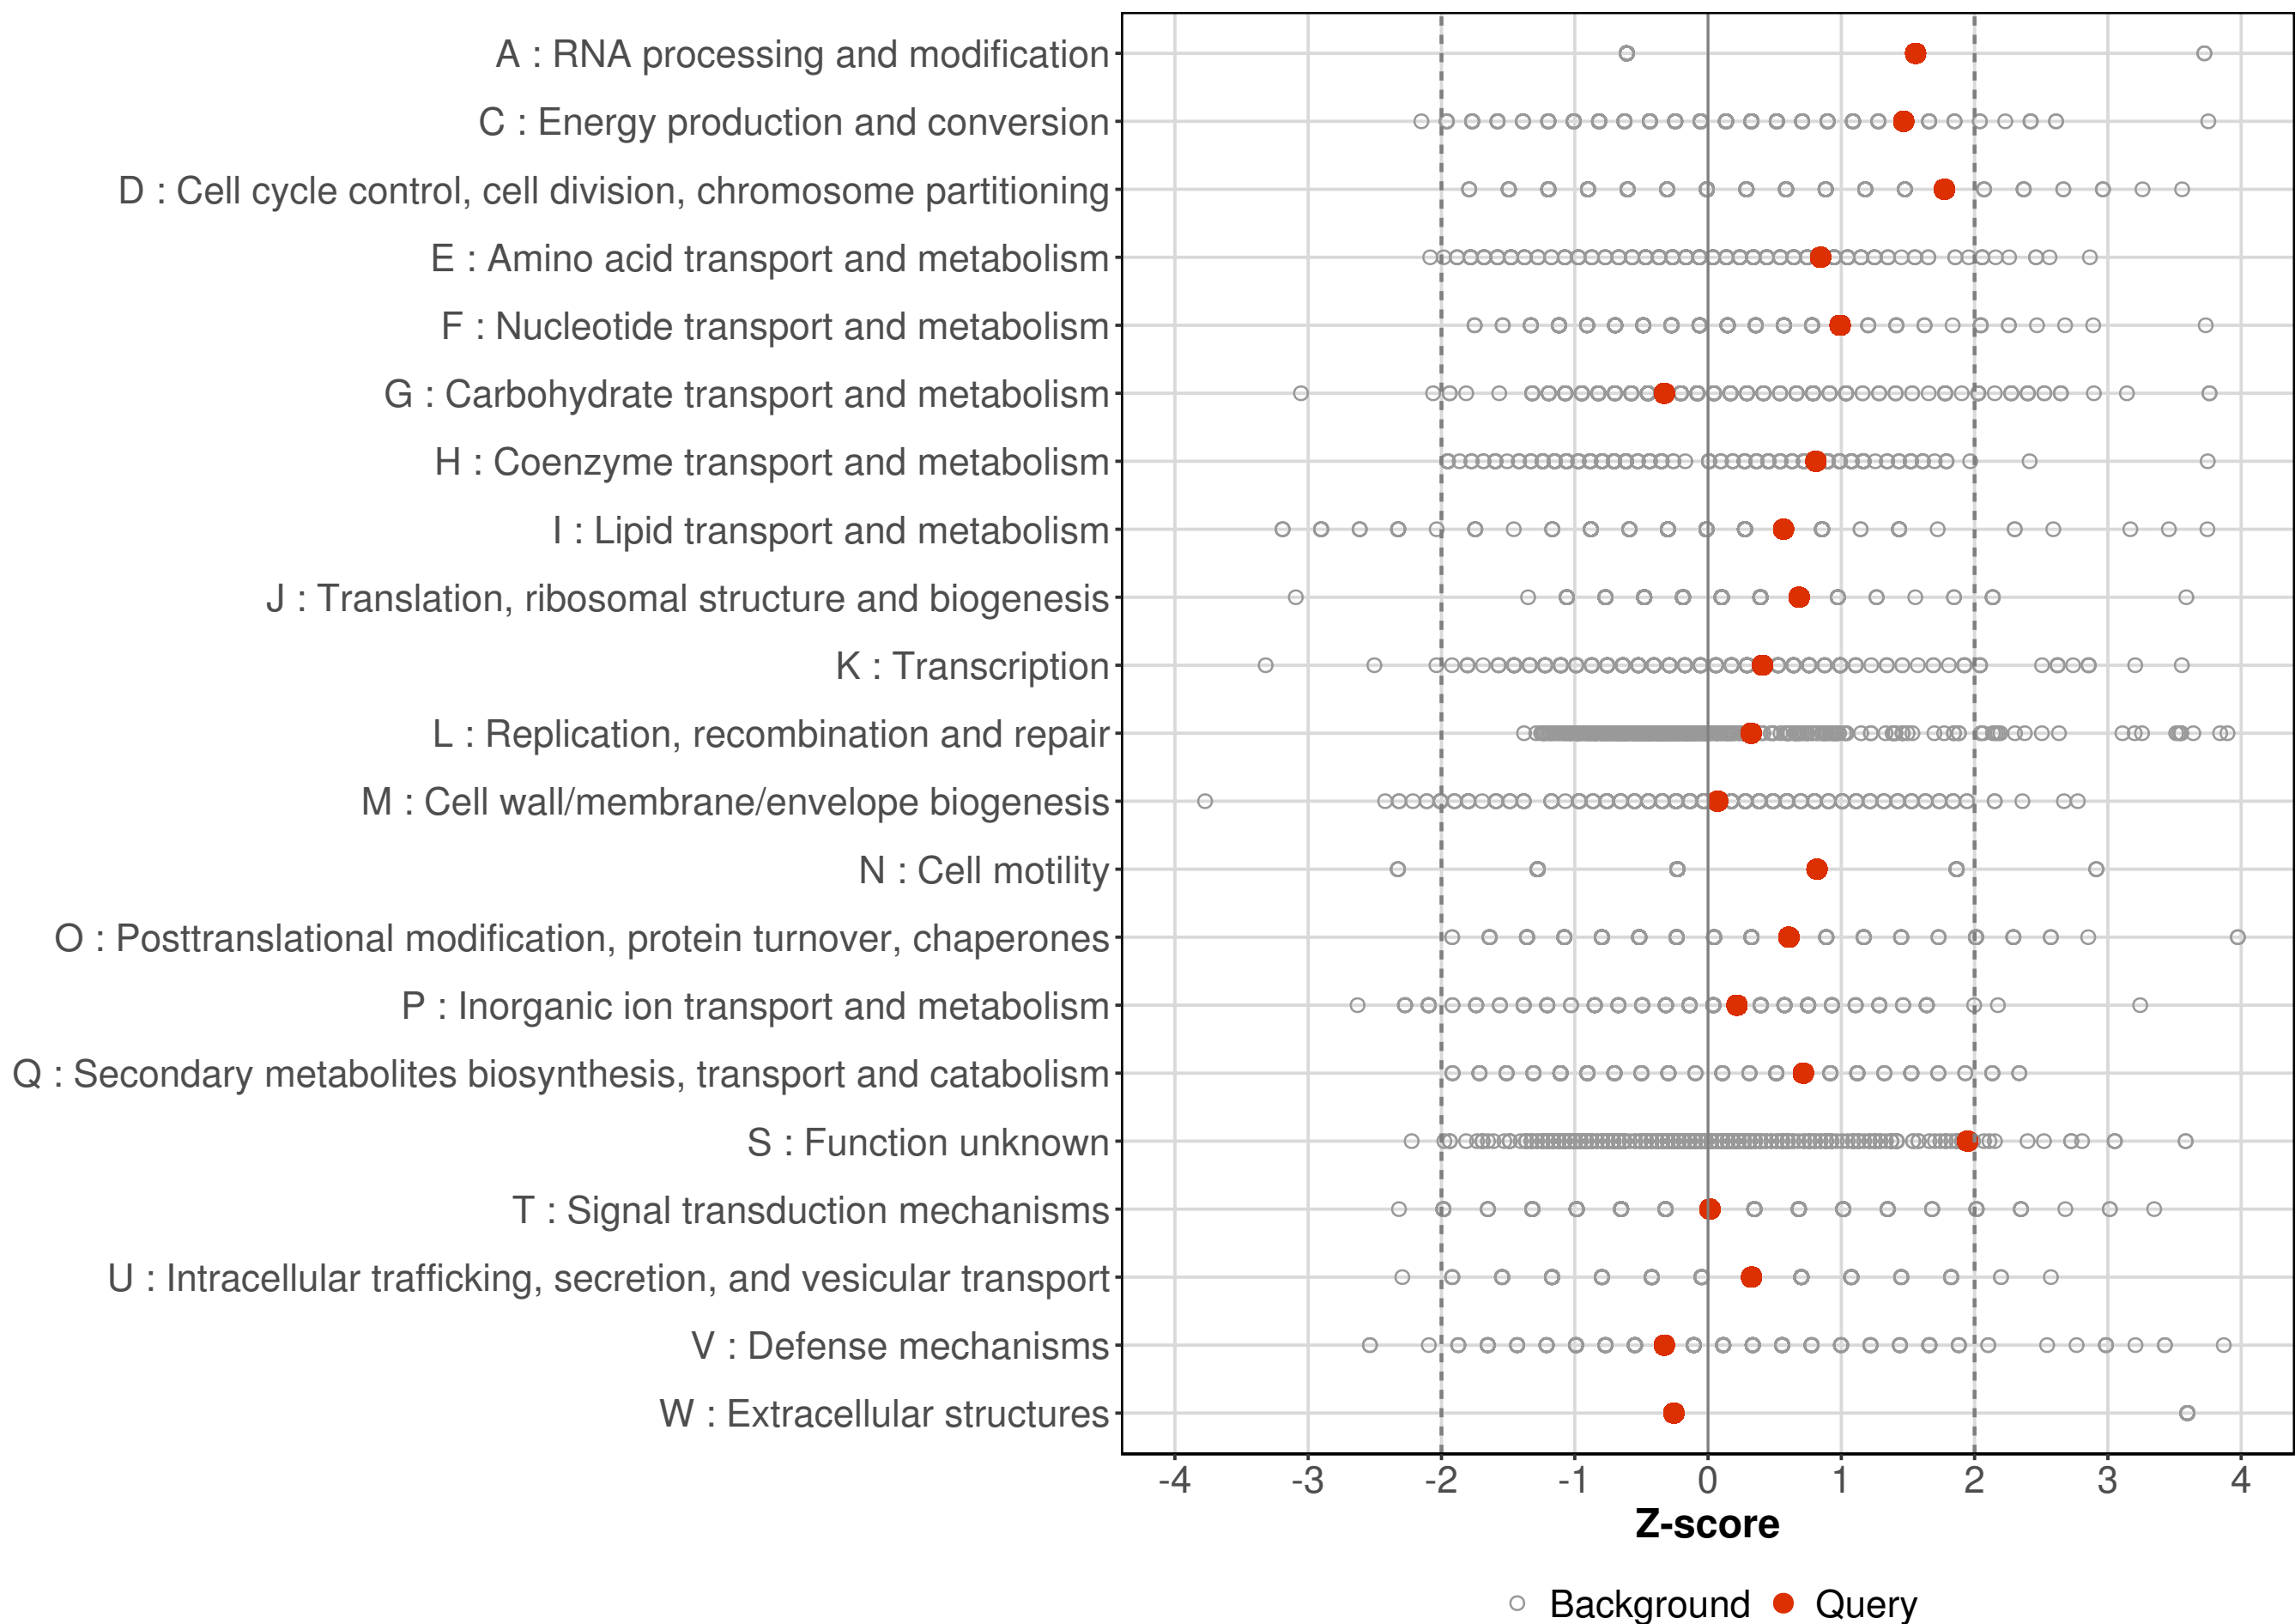 A : RNA processing and modification
C : Energy production and conversion
D : Cell cycle control, cell division, chromosome partitioning
E : Amino acid transport and metabolism
F : Nucleotide transport and metabolism
G : Carbohydrate transport and metabolism
H : Coenzyme transport and metabolism
I : Lipid transport and metabolism
J : Translation, ribosomal structure and biogenesis
K : Transcription
L : Replication, recombination and repair
M : Cell wall/membrane/envelope biogenesis
N : Cell motility
O : Posttranslational modification, protein turnover, chaperones
P : Inorganic ion transport and metabolism
Q : Secondary metabolites biosynthesis, transport and catabolism
S : Function unknown
T : Signal transduction mechanisms
U : Intracellular trafficking, secretion, and vesicular transport
V : Defense mechanisms
W : Extracellular structures
-4 -3 -2 -1 0 1 2 3 4
Z-score
Background Query